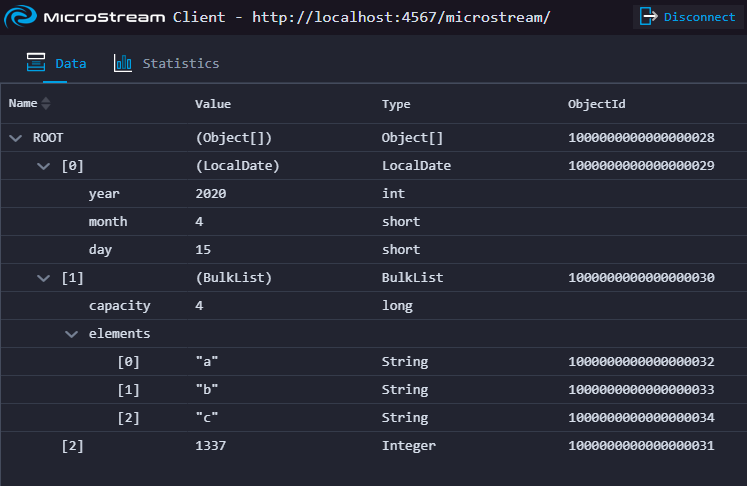 MicroStream Client - http://localhost:4567/microstream/ Disconnect
Data Statistics
Name Value Type ObjectId
ROOT (Object[]) Object[] 1000000000000000028
[0] (LocalDate) LocalDate 1000000000000000029
year 2020 int
month 4 short
day 15 short
[1] (BulkList) BulkList 1000000000000000030
capacity 4 long
elements
[0] "a" String 1000000000000000032
[1] "b" String 1000000000000000033
[2] "c" String 1000000000000000034
[2] 1337 Integer 1000000000000000031